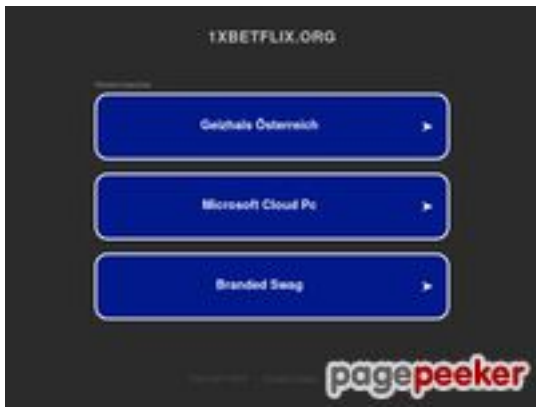 1XBETFLIX.ORG
Geizhals Österreich
Microsoft Cloud Pc
Branded Swag
pagepeeker